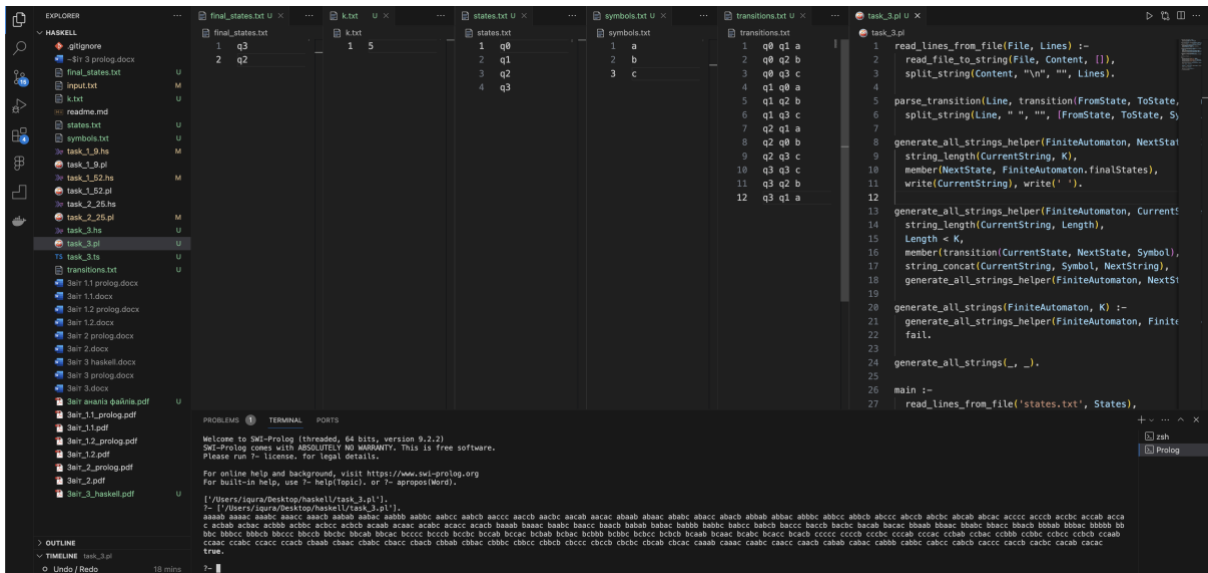 EXPLORER
HASKELL
.gitignore
~$іт 3 prolog.docx
final_states.txt U
input.txt M
k.txt U
readme.md
states.txt U
symbols.txt U
task_1_9.hs M
task_1_9.pl
task_1_52.hs M
task_1_52.pl
task_2_25.hs
task_2_25.pl M
task_3.hs U
task_3.pl U
task_3.ts U
transitions.txt U
Звіт 1.1 prolog.docx
Звіт 1.1.docx
Звіт 1.2 prolog.docx
Звіт 1.2.docx
Звіт 2 prolog.docx
Звіт 2.docx
Звіт 3 haskell.docx
Звіт 3 prolog.docx
Звіт 3.docx
Звіт аналіз файлів.pdf U
Звіт_1.1_prolog.pdf
Звіт_1.1.pdf
Звіт_1.2_prolog.pdf
Звіт_1.2.pdf
Звіт_2_prolog.pdf
Звіт_2.pdf
Звіт_3_haskell.pdf U
OUTLINE
TIMELINE task_3.pl
Undo / Redo 18 mins
final_states.txt U
final_states.txt
1 q3
2 q2
k.txt U
k.txt
1 5
states.txt U
states.txt
1 q0
2 q1
3 q2
4 q3
symbols.txt U
symbols.txt
1 a
2 b
3 c
transitions.txt U
transitions.txt
1 q0 q1 a
2 q0 q2 b
3 q0 q3 c
4 q1 q0 a
5 q1 q2 b
6 q1 q3 c
7 q2 q1 a
8 q2 q0 b
9 q2 q3 c
10 q3 q3 c
11 q3 q2 b
12 q3 q1 a
task_3.pl U
task_3.pl
1 read_lines_from_file(File, Lines) :-
2 read_file_to_string(File, Content, []),
3 split_string(Content, "\n", "", Lines).
4
5 parse_transition(Line, transition(FromState, ToState,
6 split_string(Line, " ", "", [FromState, ToState, Sy
7
8 generate_all_strings_helper(FiniteAutomaton, NextStat
9 string_length(CurrentString, K),
10 member(NextState, FiniteAutomaton.finalStates),
11 write(CurrentString), write(' ').
12
13 generate_all_strings_helper(FiniteAutomaton, CurrentS
14 string_length(CurrentString, Length),
15 Length < K,
16 member(transition(CurrentState, NextState, Symbol),
17 string_concat(CurrentString, Symbol, NextString),
18 generate_all_strings_helper(FiniteAutomaton, NextSt
19
20 generate_all_strings(FiniteAutomaton, K) :-
21 generate_all_strings_helper(FiniteAutomaton, Finite
22 fail.
23
24 generate_all_strings(_, _).
25
26 main :-
27 read_lines_from_file('states.txt', States),
PROBLEMS 1 TERMINAL PORTS
zsh
Prolog
Welcome to SWI-Prolog (threaded, 64 bits, version 9.2.2)
SWI-Prolog comes with ABSOLUTELY NO WARRANTY. This is free software.
Please run ?- license. for legal details.
For online help and background, visit https://www.swi-prolog.org
For built-in help, use ?- help(Topic). or ?- apropos(Word).
['/Users/iqura/Desktop/haskell/task_3.pl'].
?- ['/Users/iqura/Desktop/haskell/task_3.pl'].
true.
?-